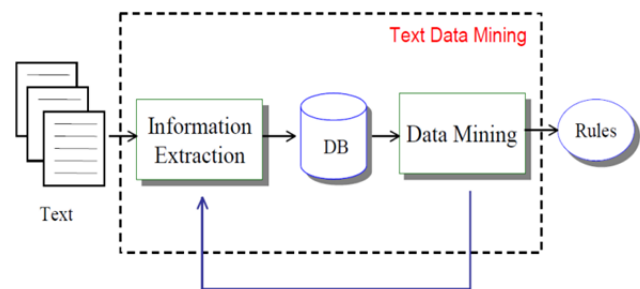 Text Data Mining
Information
Extraction
DB
Data Mining
Rules
Text